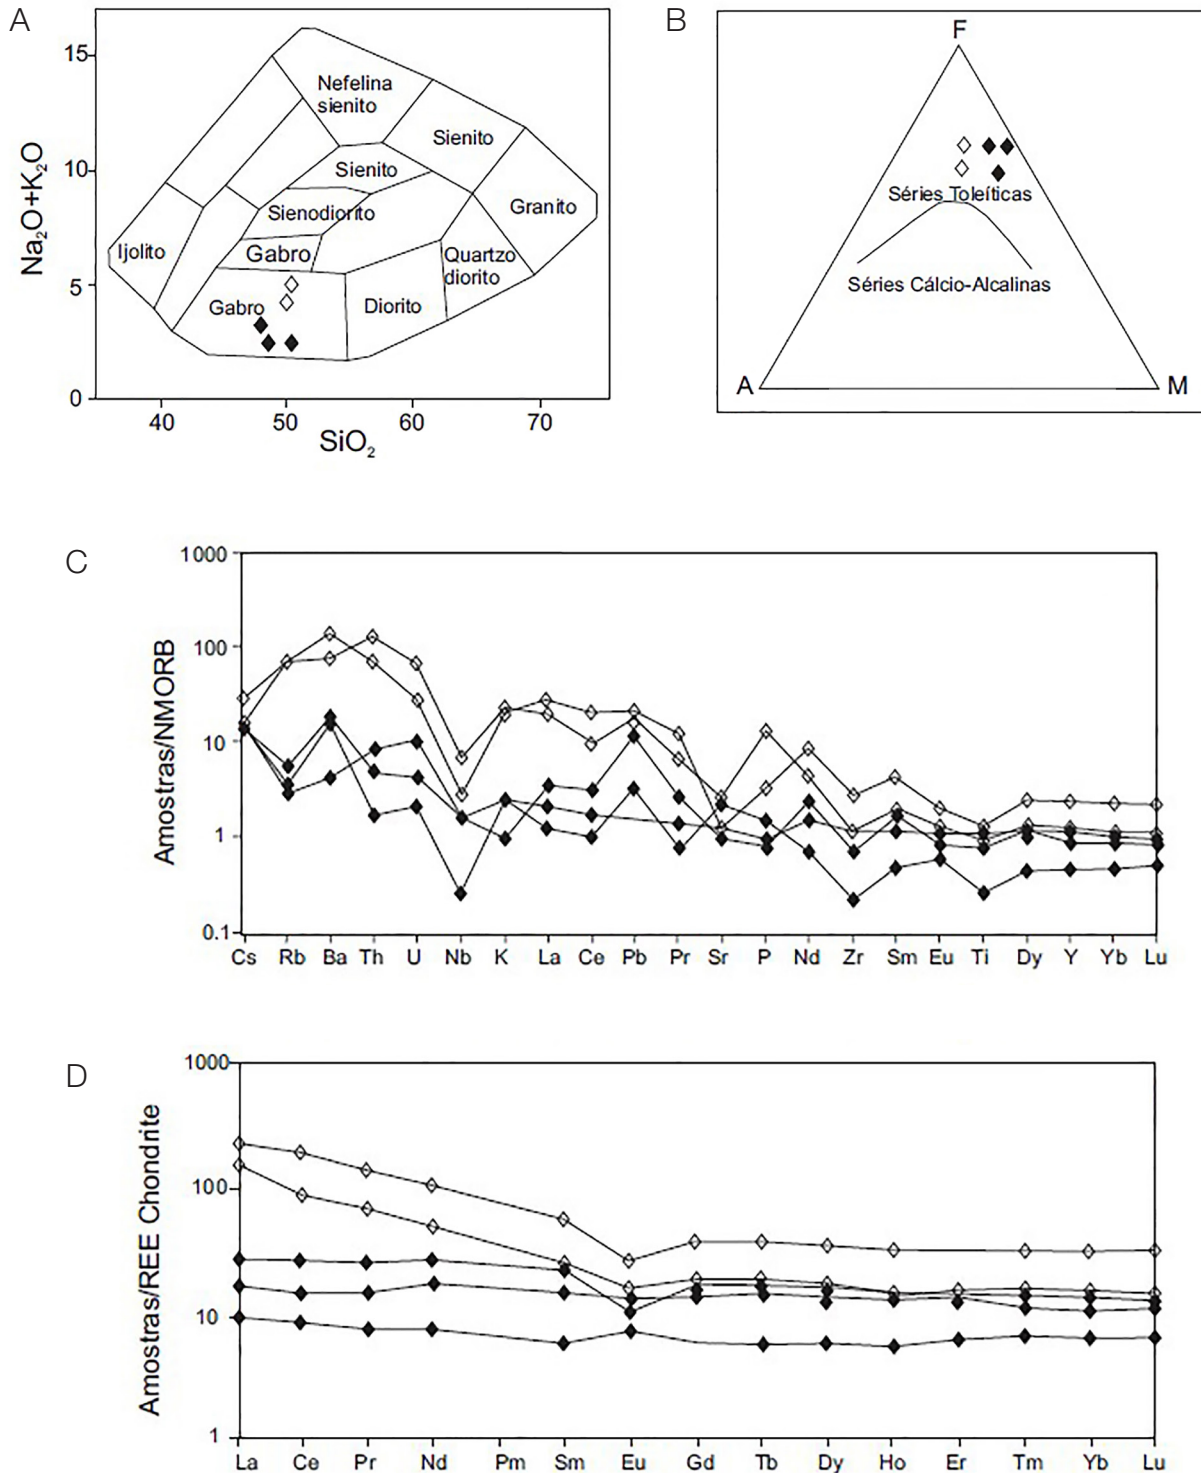 A
15
10
5
0
Na₂O+K₂O
Nefelina
sienito
Sienito
Sienito
Granito
Sienodiorito
Ijolito
Gabro
Quartzo
diorito
Gabro
Diorito
40 50 60 70
SiO₂
B
F
Séries Toleíticas
Séries Cálcio-Alcalinas
A M
C
1000
100
10
1
0.1
Amostras/NMORB
Cs Rb Ba Th U Nb K La Ce Pb Pr Sr P Nd Zr Sm Eu Ti Dy Y Yb Lu
D
1000
100
10
1
Amostras/REE Chondrite
La Ce Pr Nd Pm Sm Eu Gd Tb Dy Ho Er Tm Yb Lu